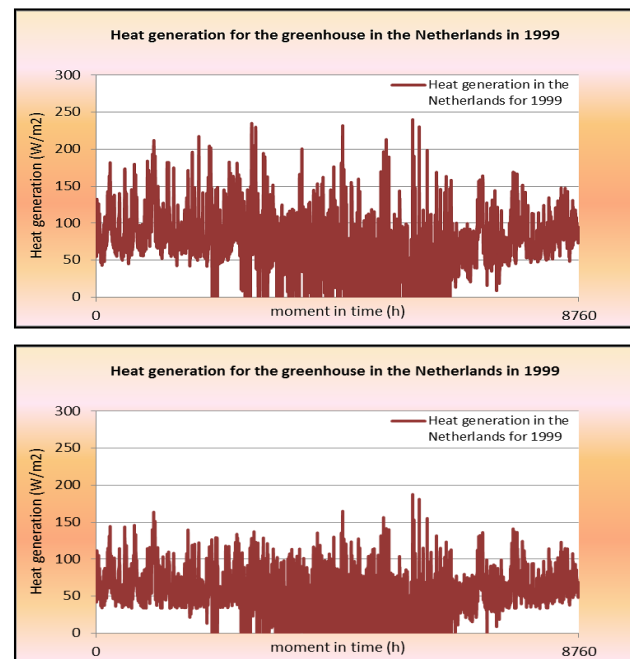 Heat generation for the greenhouse in the Netherlands in 1999
300
250
200
150
100
50
0
Heat generation (W/m2)
Heat generation in the
Netherlands for 1999
0
moment in time (h)
8760
Heat generation for the greenhouse in the Netherlands in 1999
300
250
200
150
100
50
0
Heat generation (W/m2)
Heat generation in the
Netherlands for 1999
0
moment in time (h)
8760